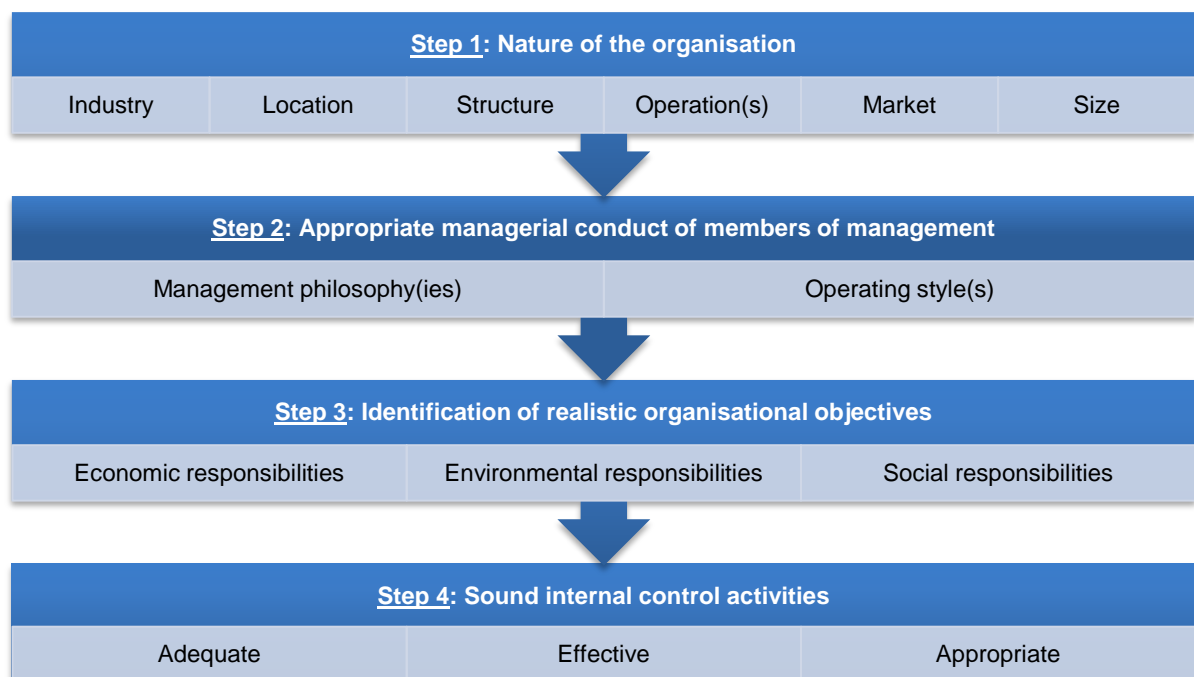 Step 1: Nature of the organisation
Industry Location Structure Operation(s) Market Size
Step 2: Appropriate managerial conduct of members of management
Management philosophy(ies) Operating style(s)
Step 3: Identification of realistic organisational objectives
Economic responsibilities Environmental responsibilities Social responsibilities
Step 4: Sound internal control activities
Adequate Effective Appropriate